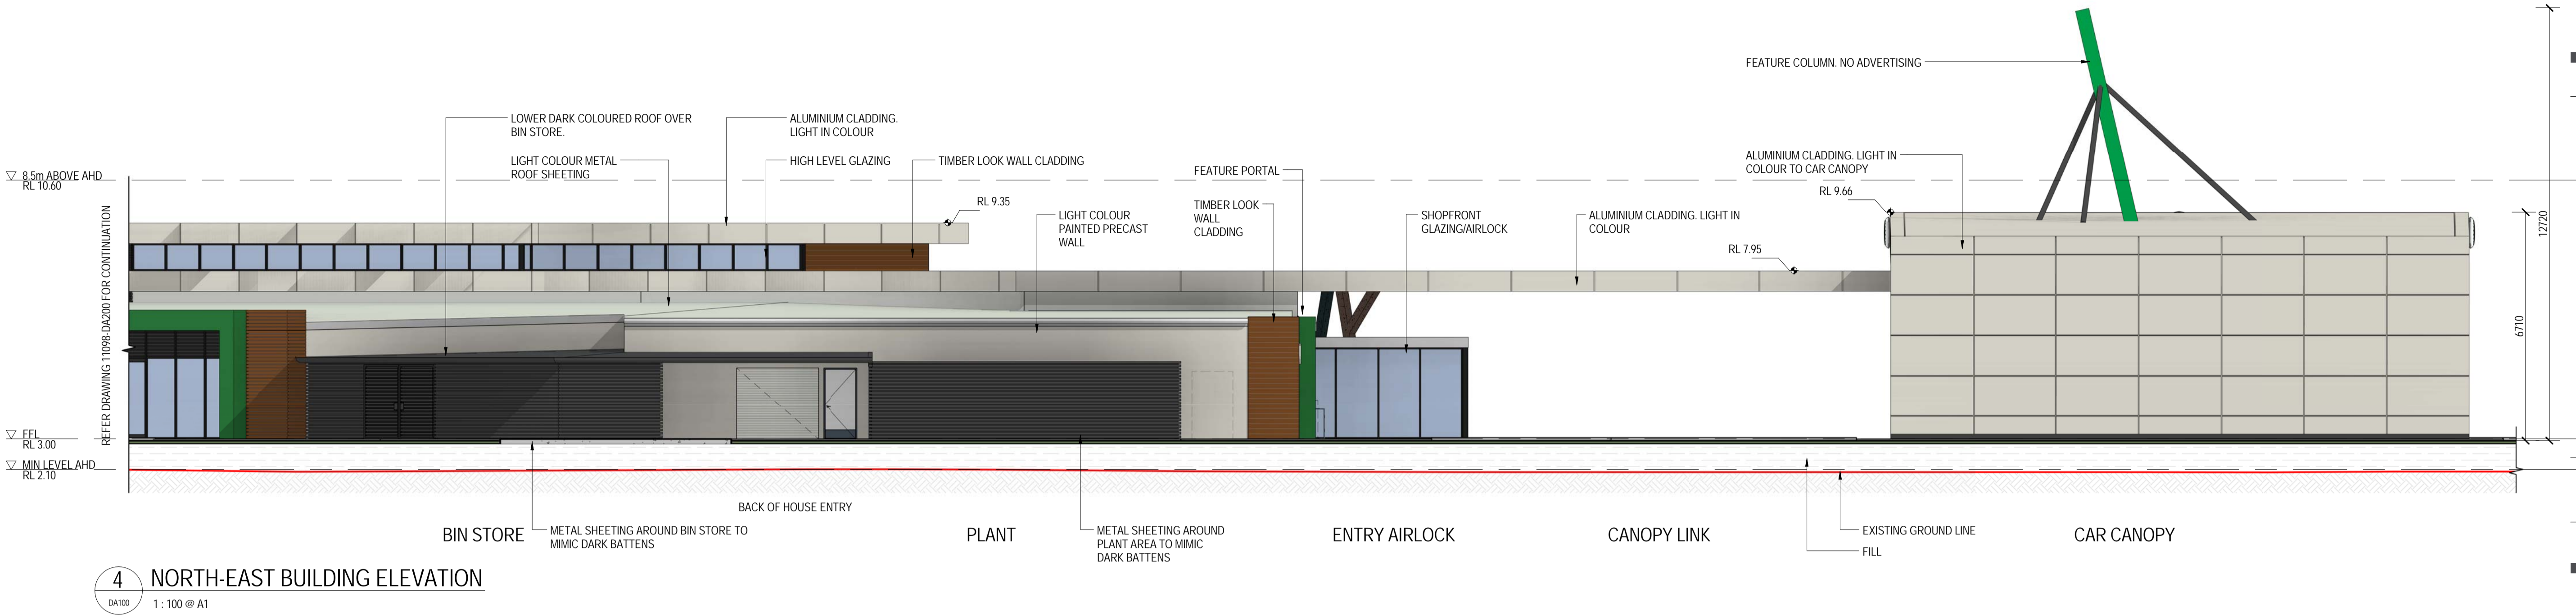 FEATURE COLUMN. NO ADVERTISING
12720
LOWER DARK COLOURED ROOF OVER
BIN STORE.
ALUMINIUM CLADDING.
LIGHT IN COLOUR
LIGHT COLOUR METAL
ROOF SHEETING
HIGH LEVEL GLAZING
TIMBER LOOK WALL CLADDING
FEATURE PORTAL
ALUMINIUM CLADDING. LIGHT IN
COLOUR TO CAR CANOPY
8.5m ABOVE AHD
RL 10.60
RL 9.66
RL 9.35
TIMBER LOOK
WALL
CLADDING
LIGHT COLOUR
PAINTED PRECAST
WALL
SHOPFRONT
GLAZING/AIRLOCK
ALUMINIUM CLADDING. LIGHT IN
COLOUR
RL 7.95
REFER DRAWING 11098-DA200 FOR CONTINUATION
6710
FFL
RL 3.00
MIN LEVEL AHD
RL 2.10
BACK OF HOUSE ENTRY
BIN STORE
METAL SHEETING AROUND BIN STORE TO
MIMIC DARK BATTENS
PLANT
METAL SHEETING AROUND
PLANT AREA TO MIMIC
DARK BATTENS
ENTRY AIRLOCK
CANOPY LINK
EXISTING GROUND LINE
FILL
CAR CANOPY
4
DA100
NORTH-EAST BUILDING ELEVATION
1 : 100 @ A1